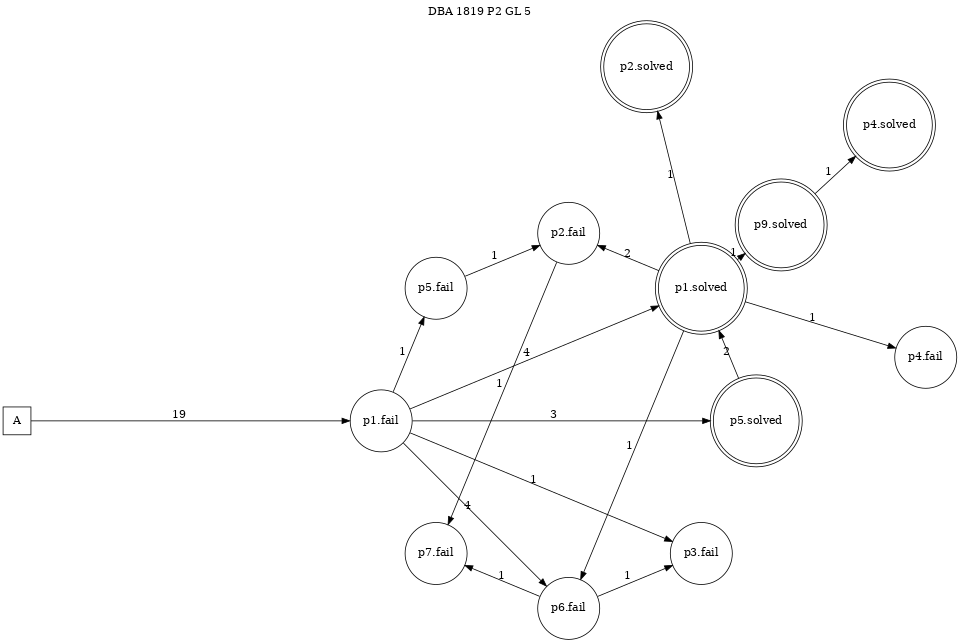 DBA 1819 P2 GL 5
p2.solved
p4.solved
1
1
p9.solved
p2.fail
1
2
1
p5.fail
p1.solved
1
1
4
2
p4.fail
1
A
19
p1.fail
3
p5.solved
1
1
4
p7.fail
p3.fail
1
1
p6.fail